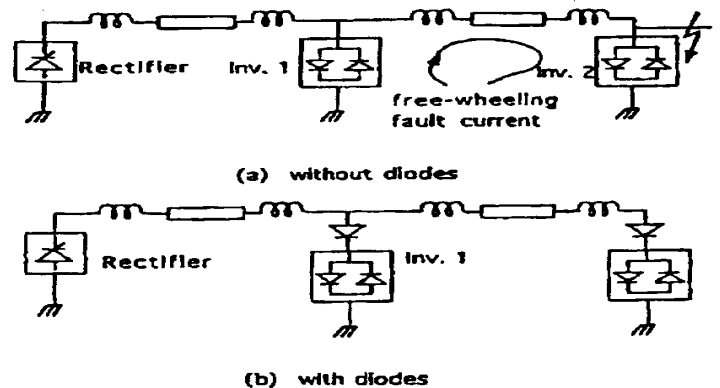 Rectifier
Inv. 1
Inv. 2
free-wheeling
fault current
(a) without diodes
Rectifier
Inv. 1
(b) with diodes